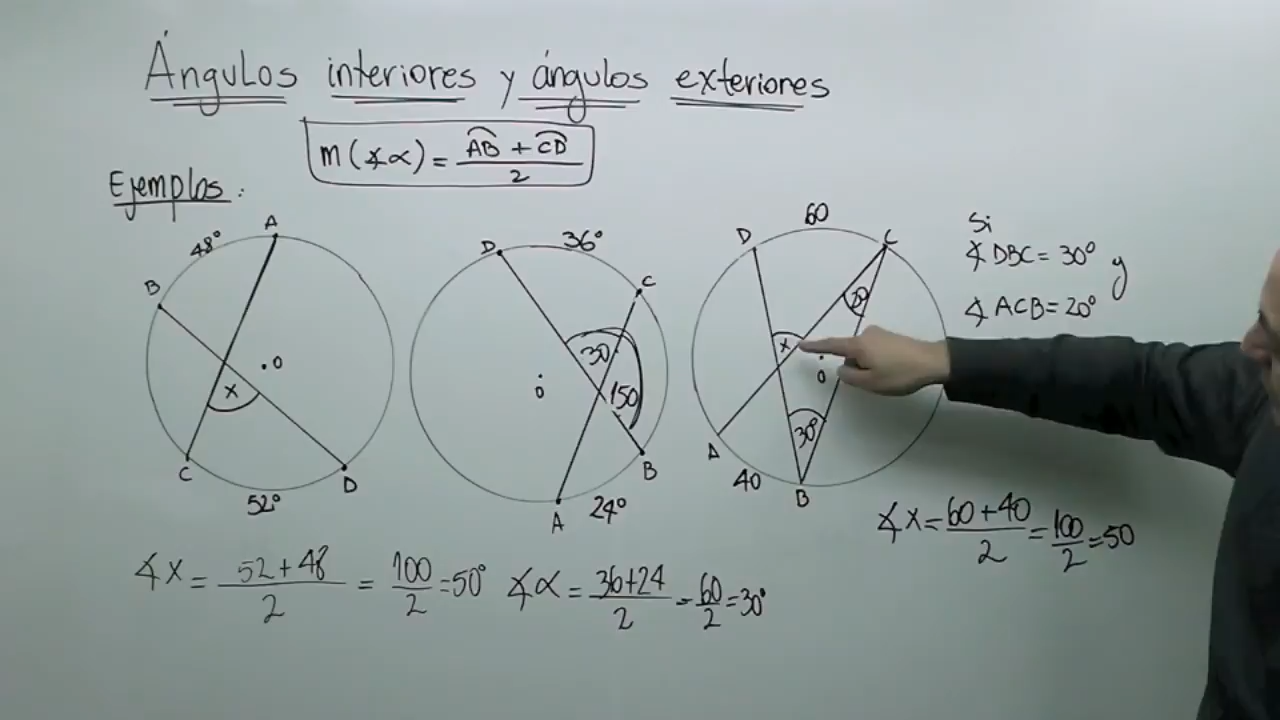 Ángulos interiores y ángulos exteriores
m(∡α) = AB + CD / 2
Ejemplos:
A
48°
B
O
x
C
52°
D
∡x = 52+48 / 2 = 100 / 2 = 50°
D
36°
C
30
150
O
B
A
24°
∡α = 36+24 / 2 = 60 / 2 = 30°
60
D
C
20
x
O
30°
A
40
B
Si
∡DBC = 30° y
∡ACB = 20°
∡x = 60+40 / 2 = 100 / 2 = 50